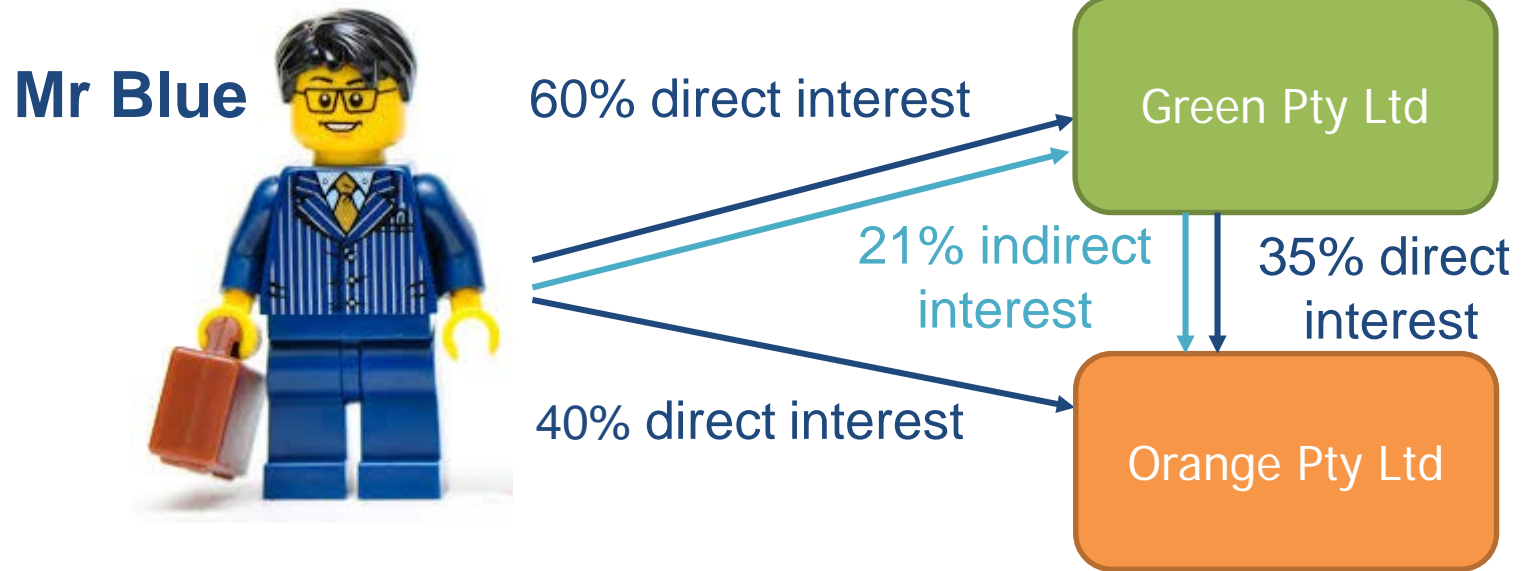 Mr Blue
60% direct interest
Green Pty Ltd
21% indirect
interest
35% direct
interest
40% direct interest
Orange Pty Ltd